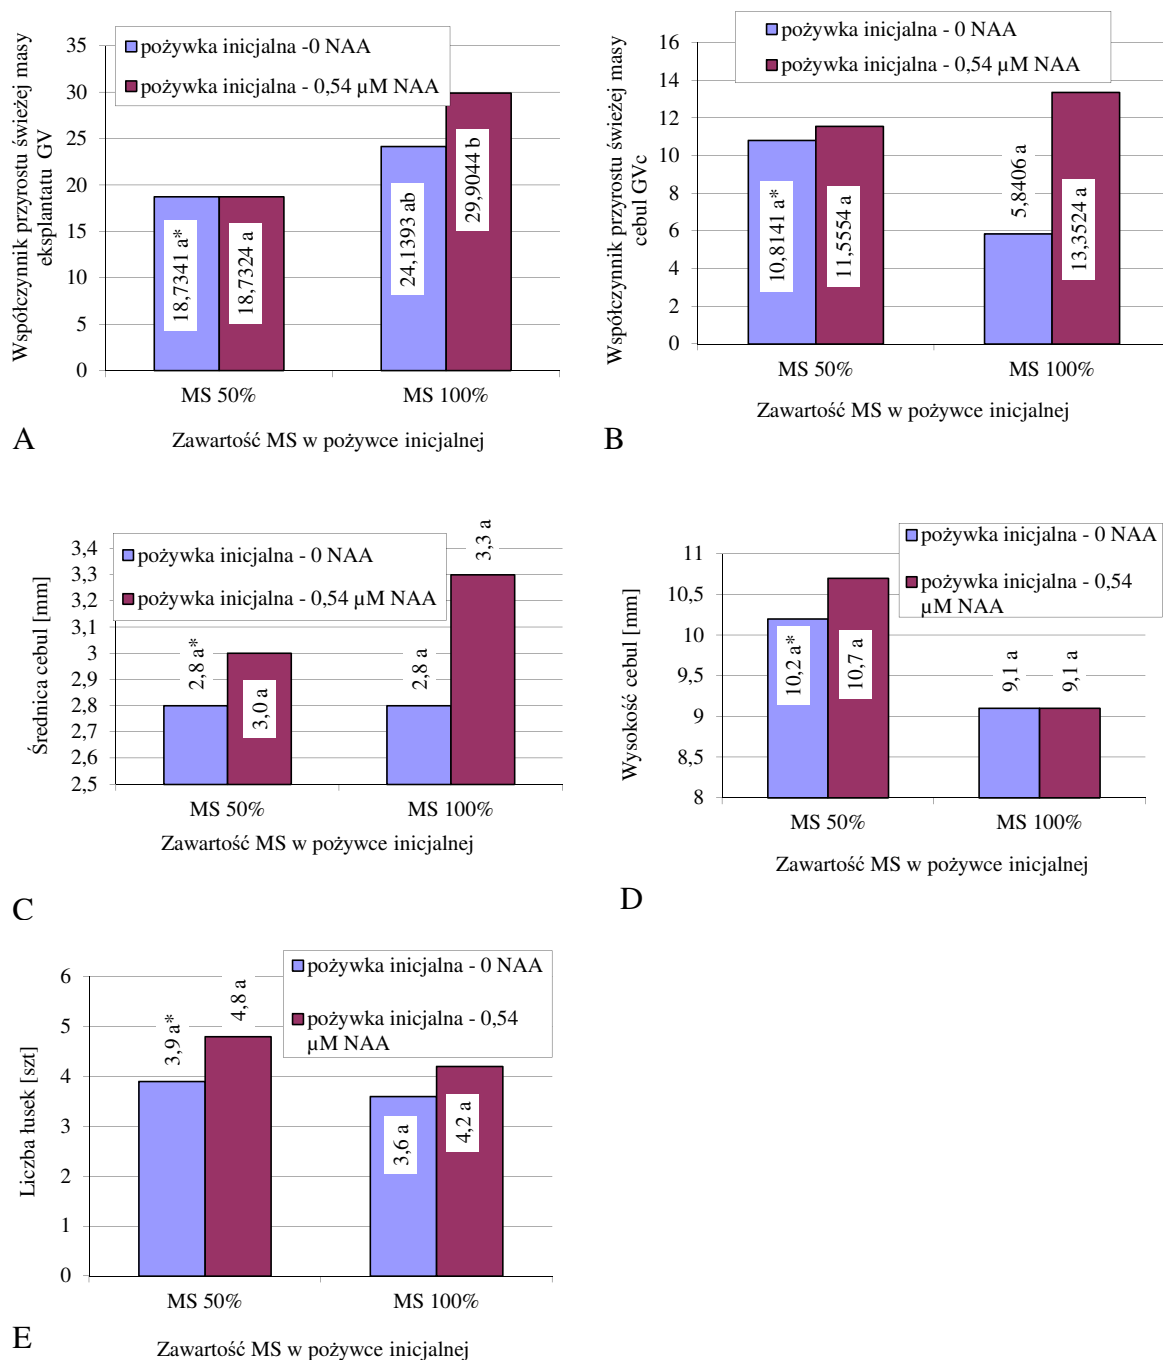 35
30
25
20
15
10
5
0
Współczynnik przyrostu świeżej masy
eksplantatu GV
pożywka inicjalna -0 NAA
pożywka inicjalna - 0,54 µM NAA
18,7341 a*
18,7324 a
24,1393 ab
29,9044 b
MS 50%
MS 100%
Zawartość MS w pożywce inicjalnej
A
16
14
12
10
8
6
4
2
0
Współczynnik przyrostu świeżej masy
cebul GVc
pożywka inicjalna - 0 NAA
pożywka inicjalna - 0,54 µM NAA
10,8141 a*
11,5554 a
5,8406 a
13,3524 a
MS 50%
MS 100%
Zawartość MS w pożywce inicjalnej
B
3,4
3,3
3,2
3,1
3
2,9
2,8
2,7
2,6
2,5
Średnica cebul [mm]
pożywka inicjalna - 0 NAA
pożywka inicjalna - 0,54 µM NAA
2,8 a*
3,0 a
2,8 a
3,3 a
MS 50%
MS 100%
Zawartość MS w pożywce inicjalnej
C
11
10,5
10
9,5
9
8,5
8
Wysokość cebul [mm]
pożywka inicjalna - 0 NAA
pożywka inicjalna - 0,54
µM NAA
10,2 a*
10,7 a
9,1 a
9,1 a
MS 50%
MS 100%
Zawartość MS w pożywce inicjalnej
D
6
5
4
3
2
1
0
Liczba łusek [szt]
pożywka inicjalna - 0 NAA
pożywka inicjalna - 0,54
µM NAA
3,9 a*
4,8 a
3,6 a
4,2 a
MS 50%
MS 100%
Zawartość MS w pożywce inicjalnej
E